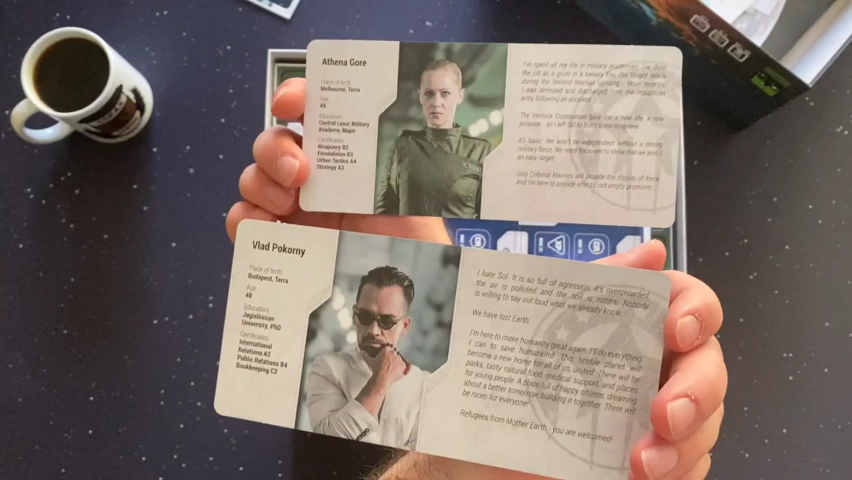 Athena Gore
Place of birth:
Melbourne, Terra
Age:
45
Education:
Central Lunar Military
Academy, Major
Certificates:
Weaponry B2
Urban Tactics A4
Strategy A3
I've spent all my life in military academies. I've done
the job as a grunt in a sweaty
during the Second Martian Uprising.
I was demoted and discharged from the republican
army following an accident.
The Ventura Corporation gave me a new life, a new
purpose
It's basic. We won't be independent without a strong
military force. We need firepower to show that we aren't
an easy target.
Only Colonial Marines will provide the display of force.
And I'm here to provide effects, not empty promises.
Vlad Pokorny
Place of birth:
Budapest, Terra
Age:
48
Education:
Jagiellonian
University, PhD
Certificates:
International
Relations A3
Public Relations B4
Bookkeeping C2
I hate Sol. It is so full of agression, it's overcrowded,
the air is polluted and the soil is rotten. Nobody
is willing to say out loud what we already know.
We have lost Earth.
I'm here to make humanity great again. I'll do everything
I can to save humankind. This hostile planet will
become a new home for all of us, united. There will be
parks, tasty natural food, medical support, and places
for young people. A place full of happy citizens, dreaming
about a better tomorrow, building it together. There will
be room for everyone!
Refugees from Mother Earth - you are welcomed!